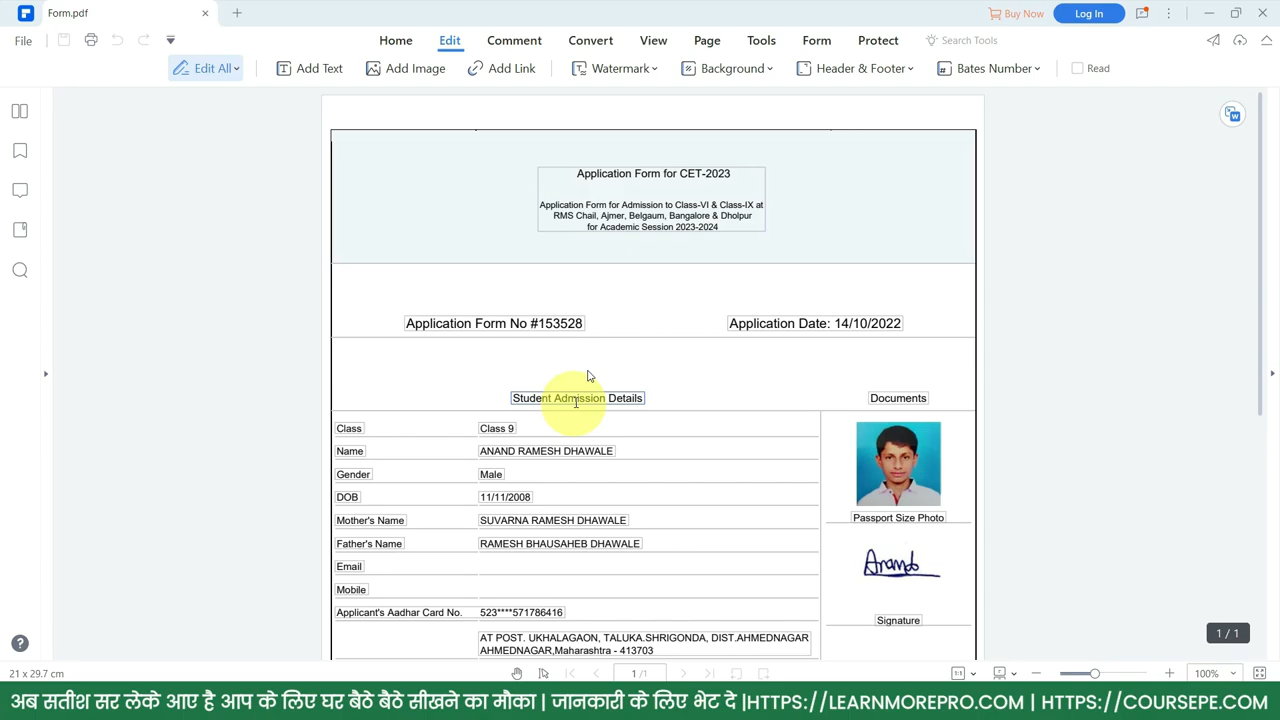 Form.pdf
Buy Now
Log In
File
Home
Edit
Comment
Convert
View
Page
Tools
Form
Protect
Search Tools
Edit All
Add Text
Add Image
Add Link
Watermark
Background
Header & Footer
Bates Number
Read
Application Form for CET-2023
Application Form for Admission to Class-VI & Class-IX at
RMS Chail, Ajmer, Belgaum, Bangalore & Dholpur
for Academic Session 2023-2024
Application Form No #153528
Application Date: 14/10/2022
Student Admission Details
Documents
Class Class 9
Name ANAND RAMESH DHAWALE
Gender Male
DOB 11/11/2008
Mother's Name SUVARNA RAMESH DHAWALE
Father's Name RAMESH BHAUSAHEB DHAWALE
Email
Mobile
Applicant's Aadhar Card No. 523****571786416
AT POST. UKHALAGAON, TALUKA.SHRIGONDA, DIST.AHMEDNAGAR
AHMEDNAGAR,Maharashtra - 413703
Passport Size Photo
Anand
Signature
1 / 1
21 x 29.7 cm
1 /1
100%
अब सतीश सर लेके आए है आप के लिए घर बैठे बैठे सीखने का मौका | जानकारी के लिए भेट दे |HTTPS://LEARNMOREPRO.COM | HTTPS://COURSEPE.COM